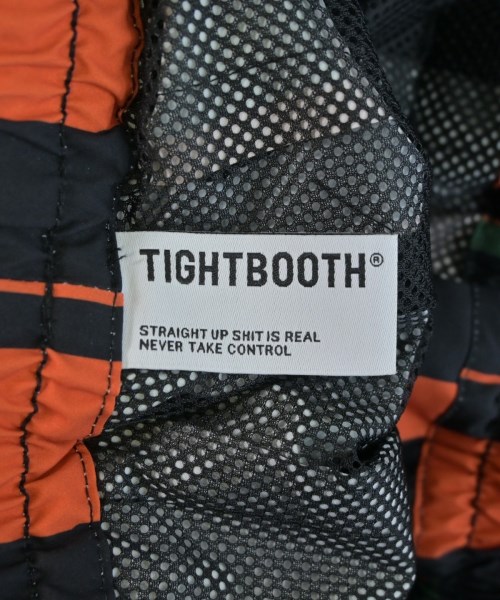 TIGHTBOOTH®
STRAIGHT UP SHIT IS REAL
NEVER TAKE CONTROL